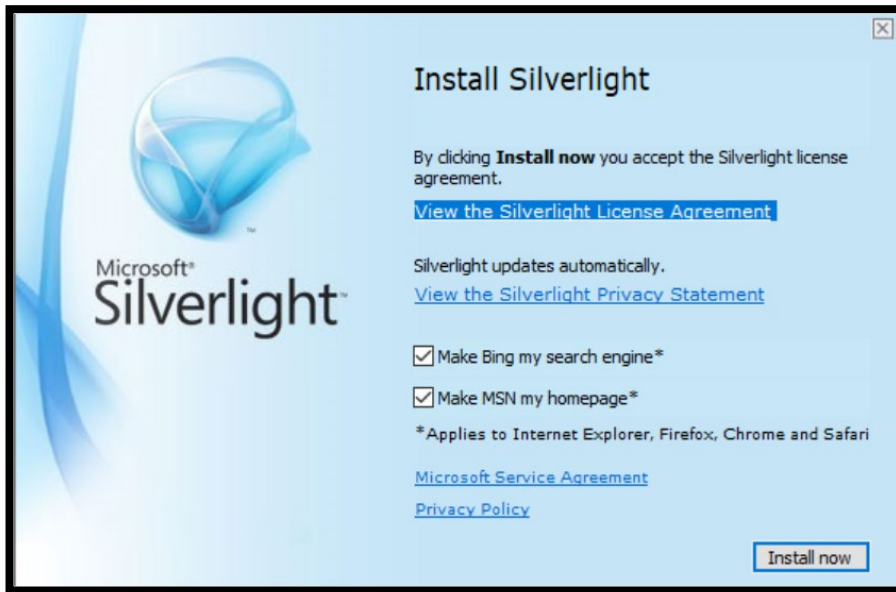 Install Silverlight
By clicking Install now you accept the Silverlight license
agreement.
View the Silverlight License Agreement
Microsoft®
Silverlight™
Silverlight updates automatically.
View the Silverlight Privacy Statement
Make Bing my search engine*
Make MSN my homepage*
*Applies to Internet Explorer, Firefox, Chrome and Safari
Microsoft Service Agreement
Privacy Policy
Install now